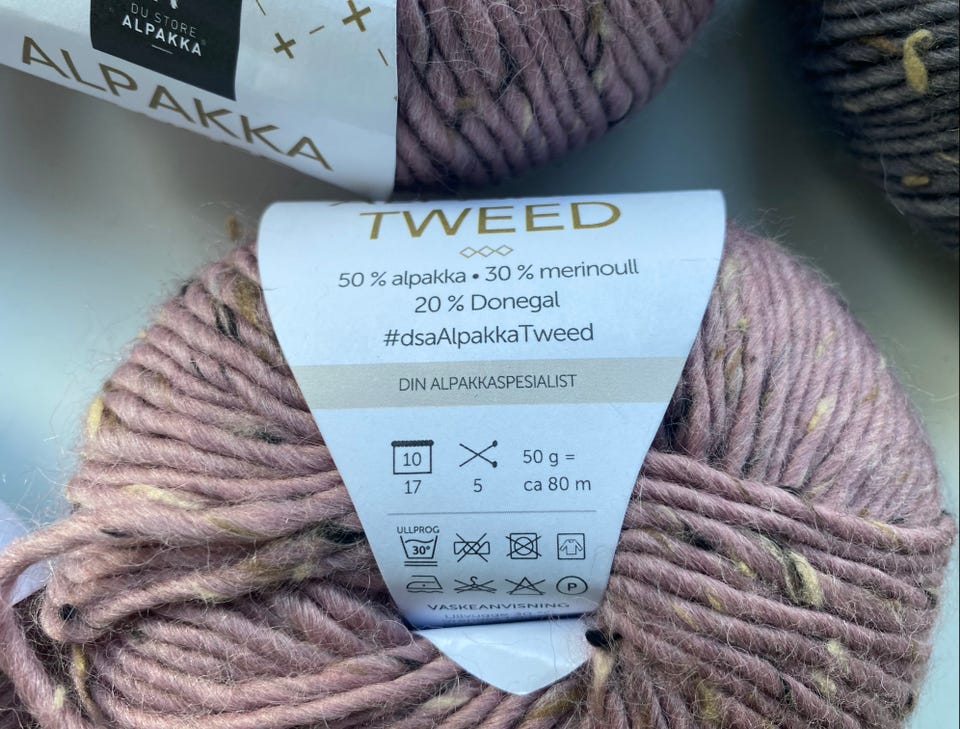 DU STORE
ALPAKKA
ALPAKKA
TWEED
50 % alpakka • 30 % merinoull
20 % Donegal
#dsaAlpakkaTweed
DIN ALPAKKASPESIALIST
10
17
5
50 g =
ca 80 m
ULLPROG
30°
P
VASKEANVISNING